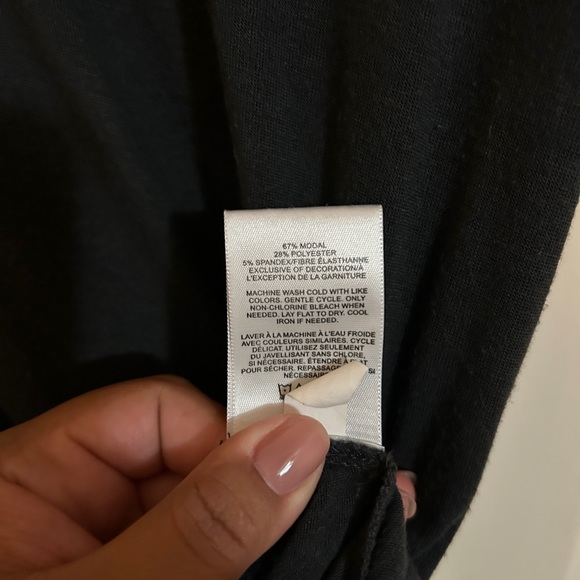 67% MODAL
28% POLYESTER
5% SPANDEX/FIBRE ÉLASTHANNE
EXCLUSIVE OF DECORATION/À
L'EXCEPTION DE LA GARNITURE
MACHINE WASH COLD WITH LIKE
COLORS. GENTLE CYCLE. ONLY
NON-CHLORINE BLEACH WHEN
NEEDED. LAY FLAT TO DRY. COOL
IRON IF NEEDED.
LAVER À LA MACHINE À L'EAU FROIDE
AVEC COULEURS SIMILAIRES. CYCLE
DÉLICAT. UTILISEZ SEULEMENT
DU JAVELLISANT SANS CHLORE,
SI NÉCESSAIRE. ÉTENDRE À PLAT
POUR SÉCHER. REPASSAGE SI
NÉCESSAIRE